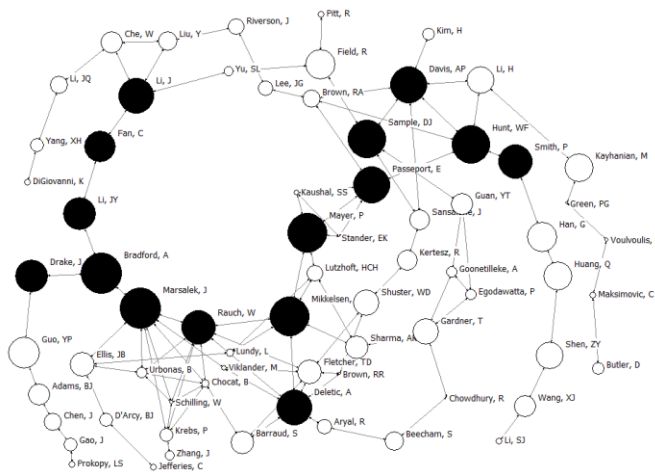 Pitt, R
Riverson, J
Che, W
Liu, Y
Kim, H
Field, R
Yu, SL
Li, JQ
Li, J
Davis, AP
Li, H
Lee, JG
Brown, RA
Sample, DJ
Hunt, WF
Fan, C
Yang, XH
Smith, P
Kayhanian, M
Passeport, E
DiGiovanni, K
Kaushal, SS
Guan, YT
Green, PG
Li, JY
Mayer, P
Stander, EK
Han, G
Voulvoulis,
Kertesz, R
Bradford, A
Drake, J
Lutzhoft, HCH
Goonetilleke, A
Huang, Q
Marsalek, J
Mikkelsen,
Shuster, WD
Egodawatta, P
Maksimovic, C
Rauch, W
Gardner, T
Guo, YP
Ellis, JB
Lundy, L
Shen, ZY
Urbonas, B
Viklander, M
Fletcher, TD
Brown, RR
Butler, D
Chocat, B
Adams, BJ
Schilling, W
Deletic, A
Chowdhury, R
Wang, XJ
Chen, J
D'Arcy, BJ
Krebs, P
Barraud, S
Aryal, R
Beecham, S
Li, SJ
Gao, J
Zhang, J
Prokopy, LS
Jefferies, C